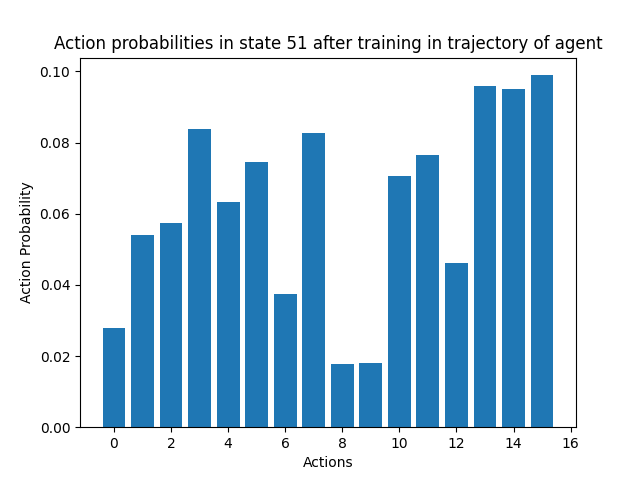 Action probabilities in state 51 after training in trajectory of agent
0.10
0.08
0.06
0.04
0.02
0.00
Action Probability
0 2 4 6 8 10 12 14 16
Actions